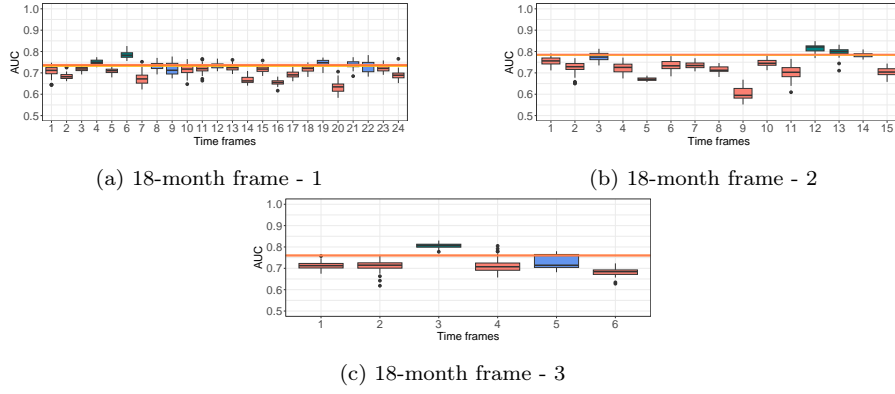 1.0
0.9
0.8
0.7
0.6
0.5
AUC
1 2 3 4 5 6 7 8 9 10 11 12 13 14 15 16 17 18 19 20 21 22 23 24
Time frames
(a) 18-month frame - 1
1.0
0.9
0.8
0.7
0.6
0.5
AUC
1 2 3 4 5 6 7 8 9 10 11 12 13 14 15
Time frames
(b) 18-month frame - 2
1.0
0.9
0.8
0.7
0.6
0.5
AUC
1 2 3 4 5 6
Time frames
(c) 18-month frame - 3